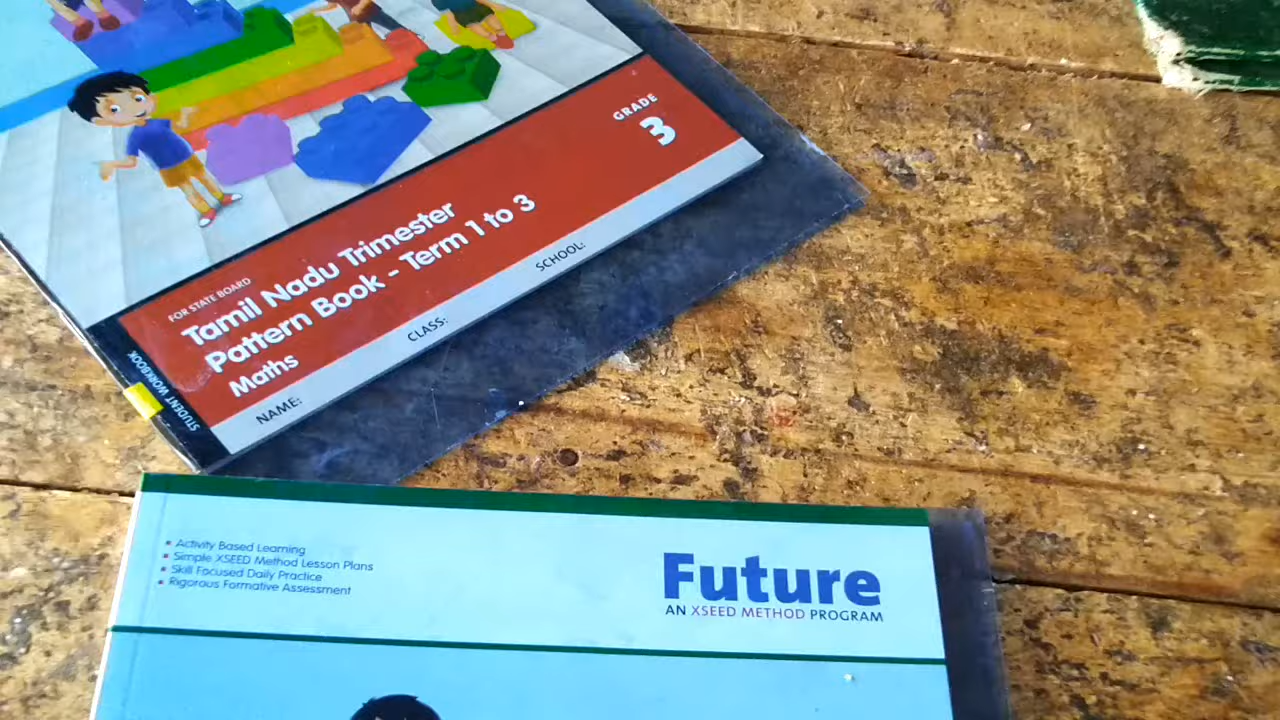 GRADE
3
FOR STATE BOARD
Tamil Nadu Trimester
Pattern Book - Term 1 to 3
Maths
NAME:
CLASS:
SCHOOL:
STUDENT WORKBOOK
▪ Activity Based Learning
▪ Simple XSEED Method Lesson Plans
▪ Skill Focused Daily Practice
▪ Rigorous Formative Assessment
Future
AN XSEED METHOD PROGRAM